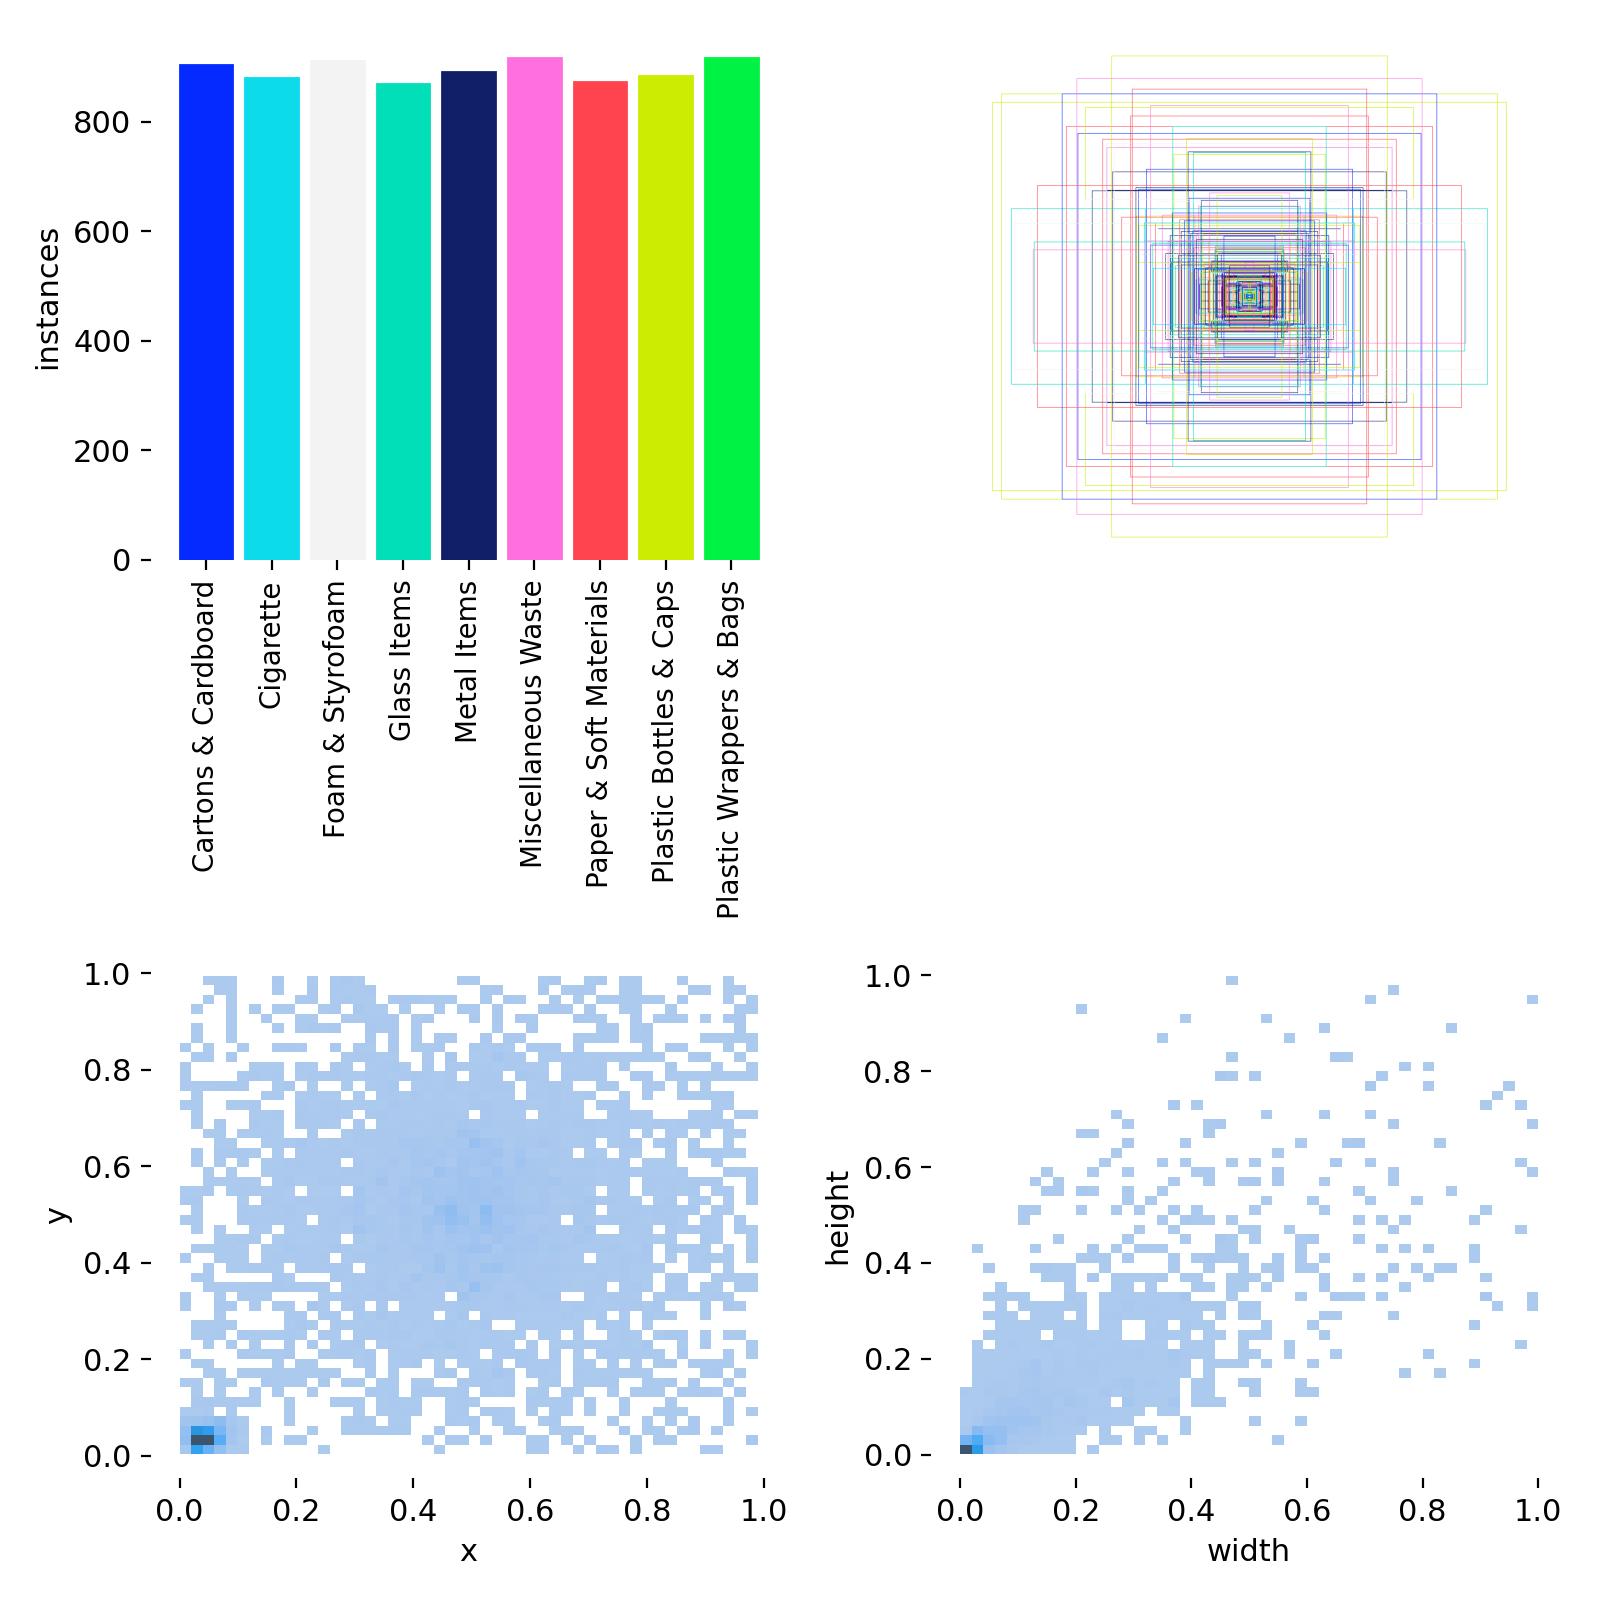 instances
800
600
400
200
0
Cartons & Cardboard
Cigarette
Foam & Styrofoam
Glass Items
Metal Items
Miscellaneous Waste
Paper & Soft Materials
Plastic Bottles & Caps
Plastic Wrappers & Bags
y
1.0
0.8
0.6
0.4
0.2
0.0
0.0 0.2 0.4 0.6 0.8 1.0
x
height
1.0
0.8
0.6
0.4
0.2
0.0
0.0 0.2 0.4 0.6 0.8 1.0
width